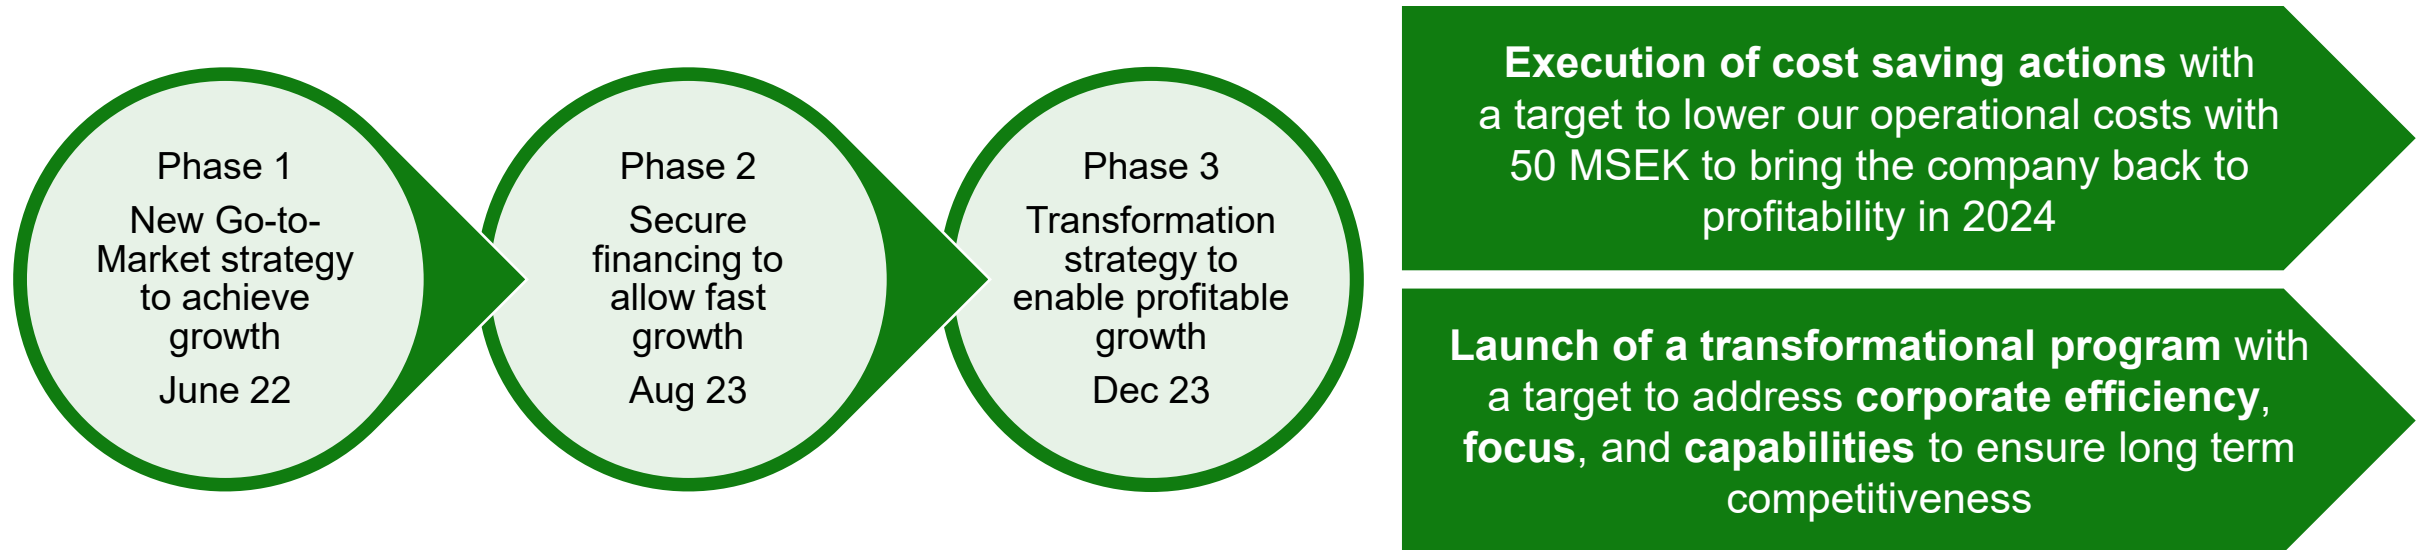 Phase 1
New Go-to-
Market strategy
to achieve
growth
June 22
Phase 2
Secure
financing to
allow fast
growth
Aug 23
Phase 3
Transformation
strategy to
enable profitable
growth
Dec 23
Execution of cost saving actions with
a target to lower our operational costs with
50 MSEK to bring the company back to
profitability in 2024
Launch of a transformational program with
a target to address corporate efficiency,
focus, and capabilities to ensure long term
competitiveness